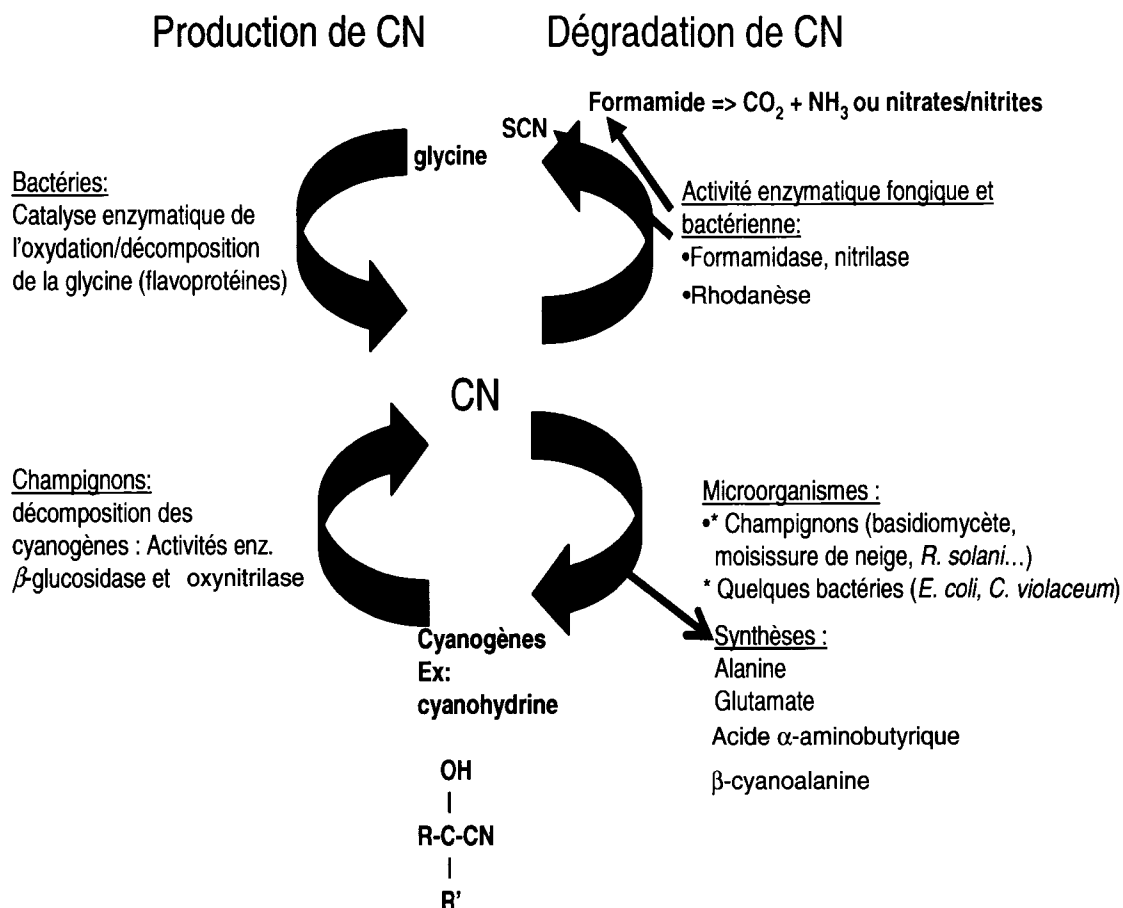 Production de CN
Dégradation de CN
Formamide => CO₂ + NH₃ ou nitrates/nitrites
SCN
glycine
Bactéries:
Catalyse enzymatique de
l'oxydation/décomposition
de la glycine (flavoprotéines)
Activité enzymatique fongique et
bactérienne:
•Formamidase, nitrilase
•Rhodanèse
CN
Champignons:
décomposition des
cyanogènes : Activités enz.
β-glucosidase et oxynitrilase
Microorganismes :
•* Champignons (basidiomycète,
moisissure de neige, R. solani...)
* Quelques bactéries (E. coli, C. violaceum)
Cyanogènes
Ex:
cyanohydrine
Synthèses :
Alanine
Glutamate
Acide α-aminobutyrique
β-cyanoalanine
OH
|
R-C-CN
|
R'